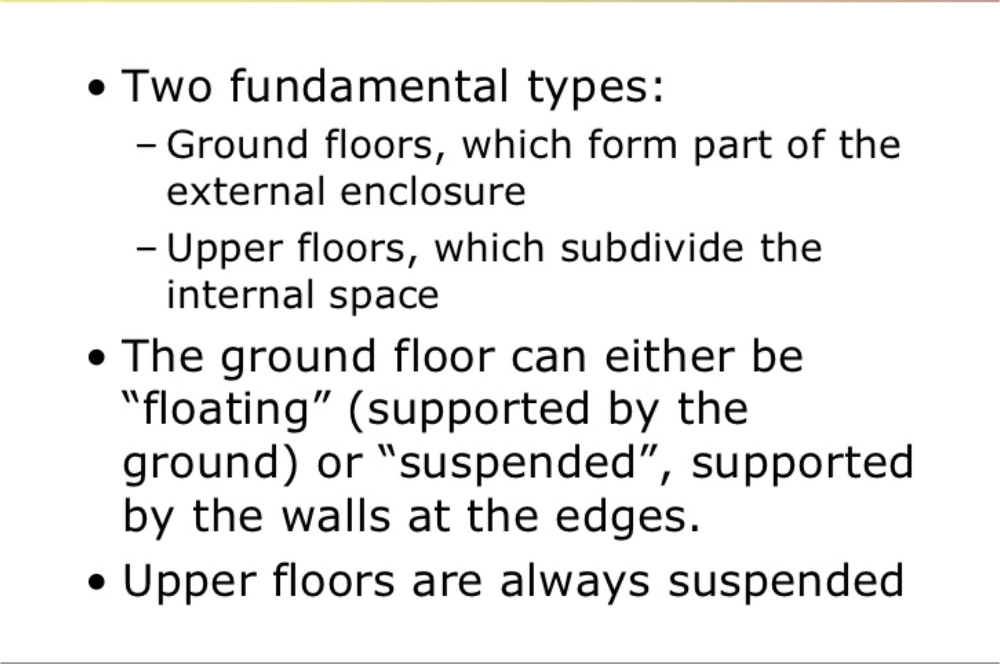 • Two fundamental types:
– Ground floors, which form part of the
external enclosure
– Upper floors, which subdivide the
internal space
• The ground floor can either be
“floating” (supported by the
ground) or “suspended”, supported
by the walls at the edges.
• Upper floors are always suspended